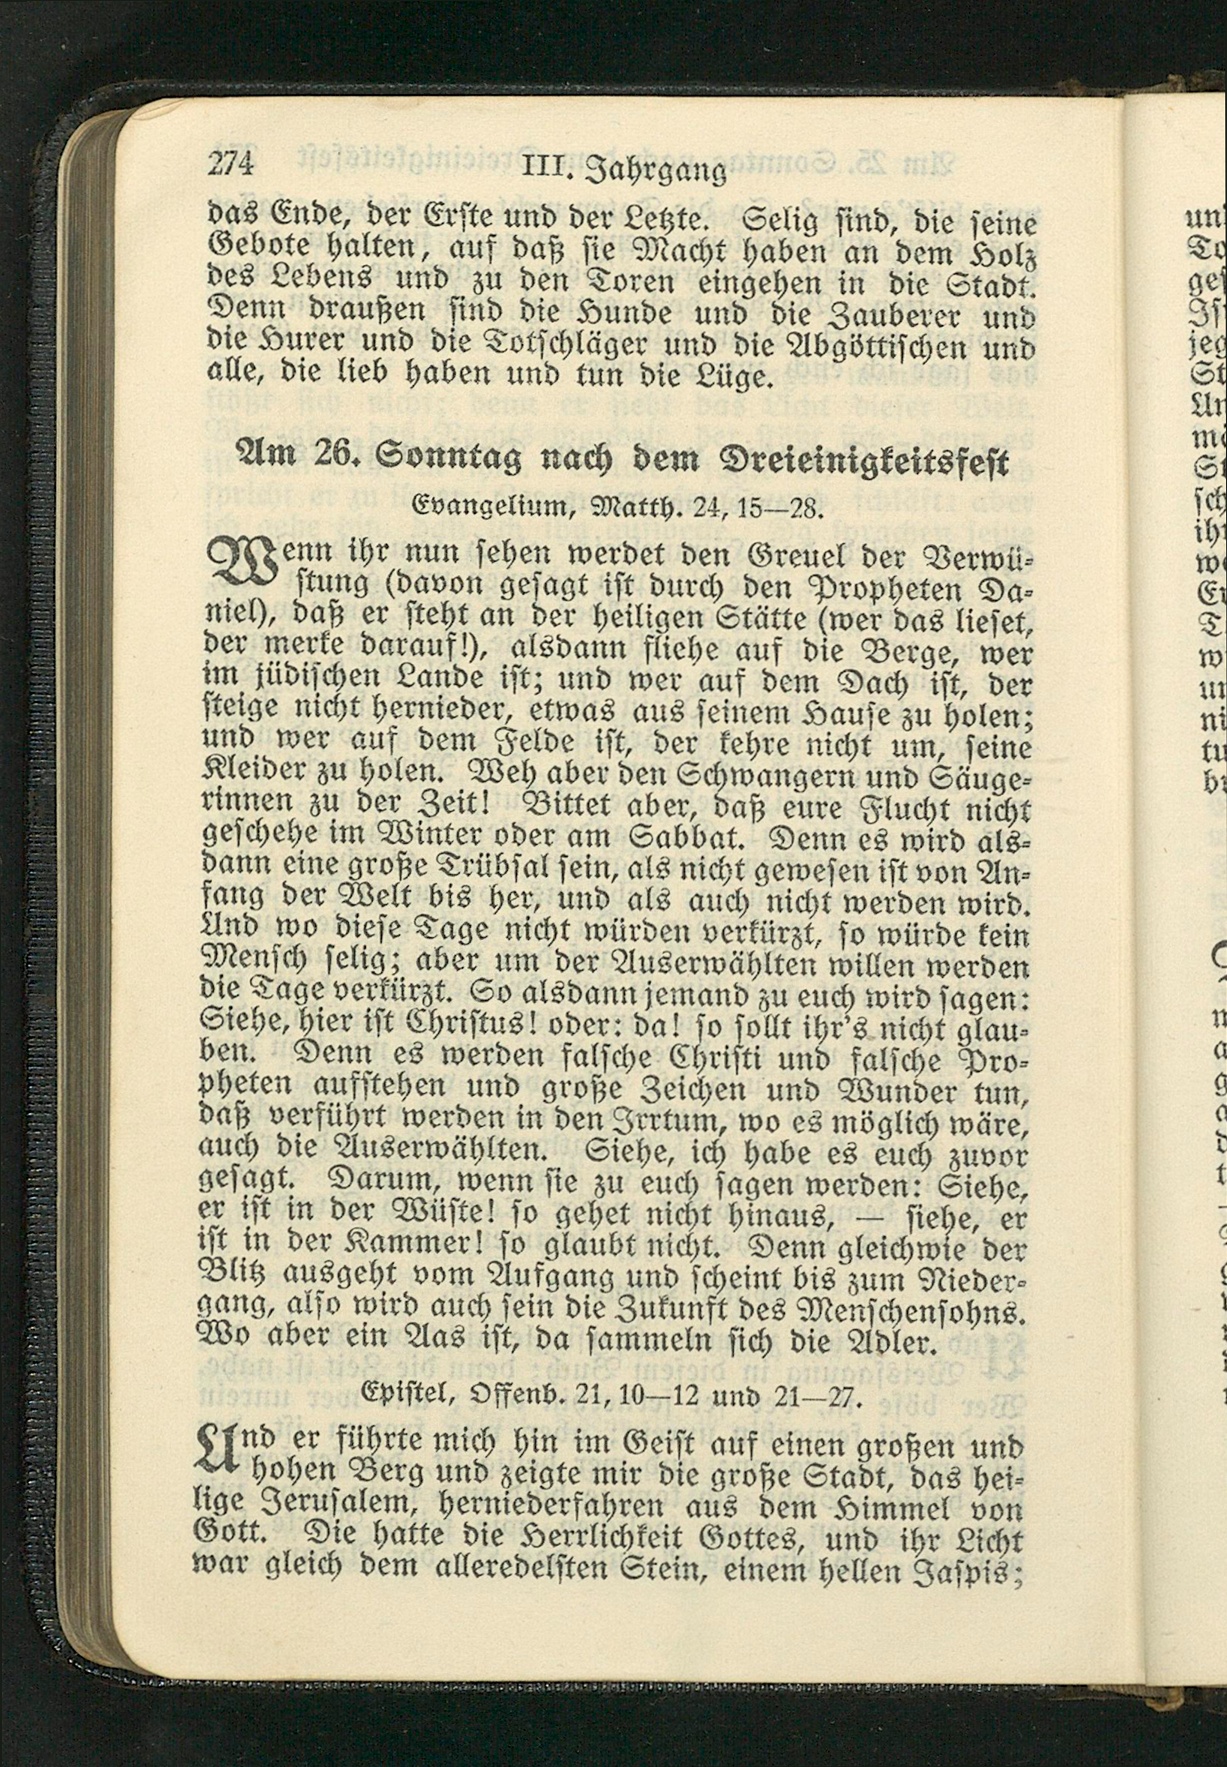 274
III. Jahrgang
das Ende, der Erste und der Letzte. Selig sind, die seine
Gebote halten, auf daß sie Macht haben an dem Holz
des Lebens und zu den Toren eingehen in die Stadt.
Denn draußen sind die Hunde und die Zauberer und
die Hurer und die Totschläger und die Abgöttischen und
alle, die lieb haben und tun die Lüge.
Am 26. Sonntag nach dem Dreieinigkeitsfest
Evangelium, Matth. 24, 15—28.
Wenn ihr nun sehen werdet den Greuel der Verwü-
stung (davon gesagt ist durch den Propheten Da-
niel), daß er steht an der heiligen Stätte (wer das lieset,
der merke darauf!), alsdann fliehe auf die Berge, wer
im jüdischen Lande ist; und wer auf dem Dach ist, der
steige nicht hernieder, etwas aus seinem Hause zu holen;
und wer auf dem Felde ist, der kehre nicht um, seine
Kleider zu holen. Weh aber den Schwangern und Säuge-
rinnen zu der Zeit! Bittet aber, daß eure Flucht nicht
geschehe im Winter oder am Sabbat. Denn es wird als-
dann eine große Trübsal sein, als nicht gewesen ist von An-
fang der Welt bis her, und als auch nicht werden wird.
Und wo diese Tage nicht würden verkürzt, so würde kein
Mensch selig; aber um der Auserwählten willen werden
die Tage verkürzt. So alsdann jemand zu euch wird sagen:
Siehe, hier ist Christus! oder: da! so sollt ihr's nicht glau-
ben. Denn es werden falsche Christi und falsche Pro-
pheten aufstehen und große Zeichen und Wunder tun,
daß verführt werden in den Irrtum, wo es möglich wäre,
auch die Auserwählten. Siehe, ich habe es euch zuvor
gesagt. Darum, wenn sie zu euch sagen werden: Siehe,
er ist in der Wüste! so gehet nicht hinaus, — siehe, er
ist in der Kammer! so glaubt nicht. Denn gleichwie der
Blitz ausgeht vom Aufgang und scheint bis zum Nieder-
gang, also wird auch sein die Zukunft des Menschensohns.
Wo aber ein Aas ist, da sammeln sich die Adler.
Epistel, Offenb. 21, 10—12 und 21—27.
Und er führte mich hin im Geist auf einen großen und
hohen Berg und zeigte mir die große Stadt, das hei-
lige Jerusalem, herniederfahren aus dem Himmel von
Gott. Die hatte die Herrlichkeit Gottes, und ihr Licht
war gleich dem alleredelsten Stein, einem hellen Jaspis;